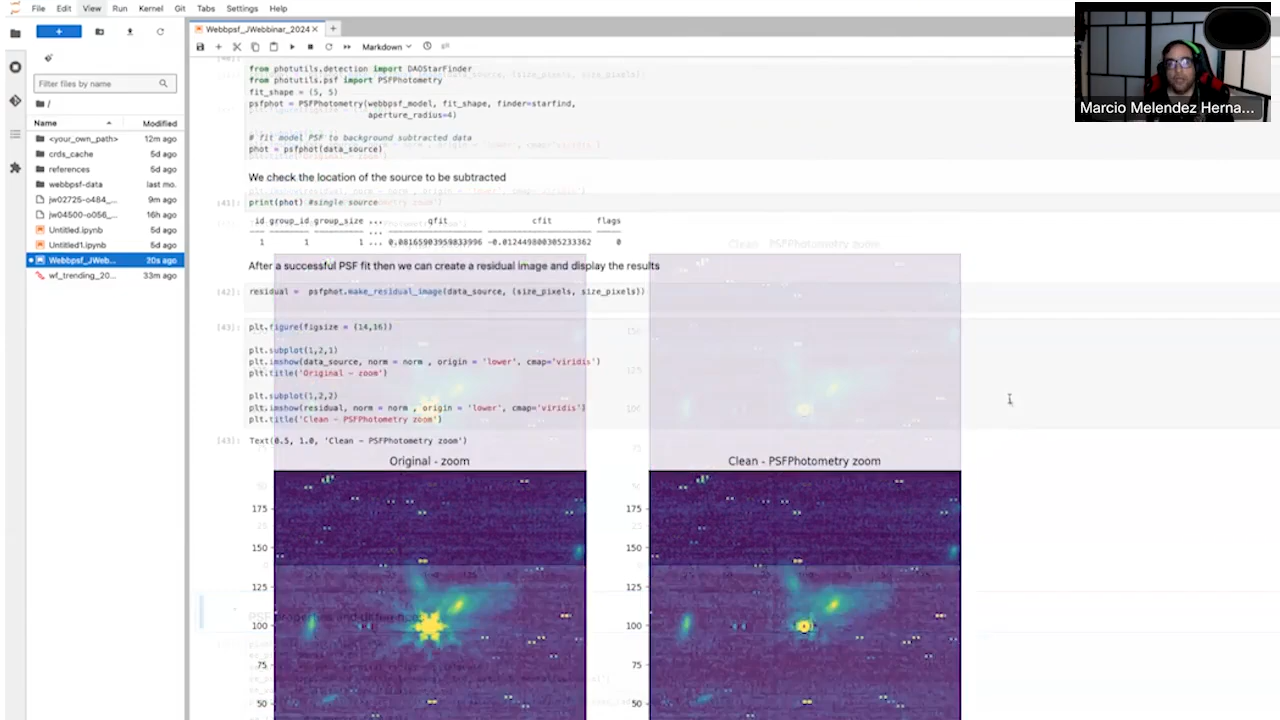 File Edit View Run Kernel Git Tabs Settings Help
Webbpsf_JWebbinar_2024
Markdown
Filter files by name
/
Name Modified
<your_own_path> 12m ago
crds_cache 5d ago
references 5d ago
webbpsf-data last mo.
jw02725-o484_... 9m ago
jw04500-o056_... 16h ago
Untitled.ipynb 5d ago
Untitled1.ipynb 5d ago
Webbpsf_JWeb... 20s ago
wf_trending_20... 33m ago
from photutils.detection import DAOStarFinder
from photutils.psf import PSFPhotometry
fit_shape = (5, 5)
psfphot = PSFPhotometry(webbpsf_model, fit_shape, finder=starfind,
aperture_radius=4)
# fit model PSF to background subtracted data
phot = psfphot(data_source)
We check the location of the source to be subtracted
[41]: print(phot) #single source
id group_id group_size ... qfit cfit flags
1 1 1 ... 0.08165903959833996 -0.0124498003052333​62 0
After a successful PSF fit then we can create a residual image and display the results
[42]: residual = psfphot.make_residual_image(data_source, (size_pixels, size_pixels))
[43]: plt.figure(figsize = (14,16))
plt.subplot(1,2,1)
plt.imshow(data_source, norm = norm , origin = 'lower', cmap='viridis')
plt.title('Original - zoom')
plt.subplot(1,2,2)
plt.imshow(residual, norm = norm , origin = 'lower', cmap='viridis')
plt.title('Clean - PSFPhotometry zoom')
[43]: Text(0.5, 1.0, 'Clean - PSFPhotometry zoom')
Original - zoom Clean - PSFPhotometry zoom
175 175
150 150
125 125
100 100
75 75
50 50
Marcio Melendez Herna...